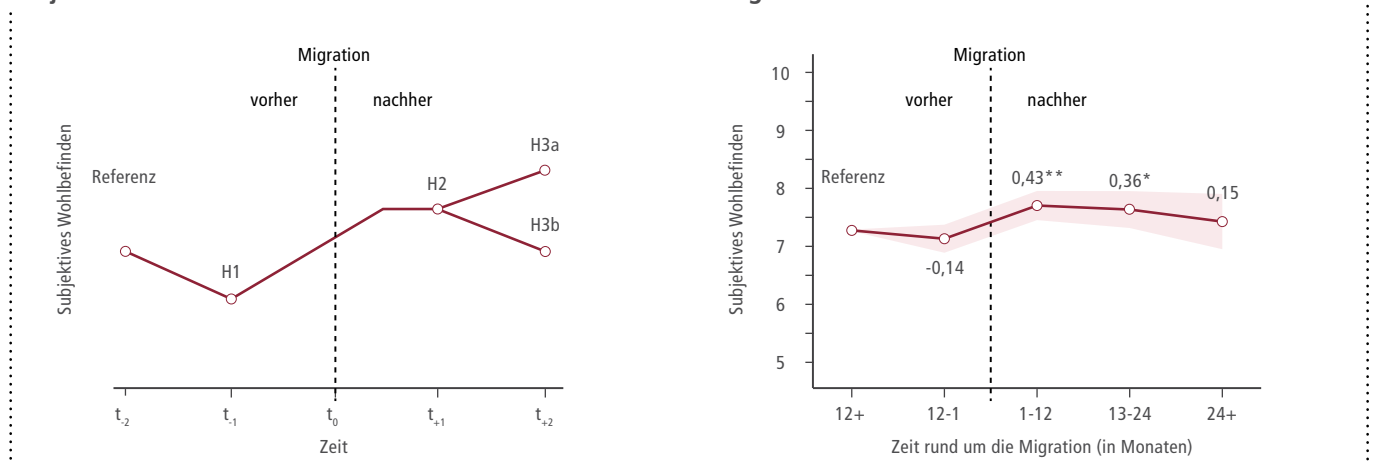 Migration
vorher
nachher
Subjektives Wohlbefinden
Referenz
H1
H2
H3a
H3b
t-2
t-1
t0
t+1
t+2
Zeit
Migration
vorher
nachher
Subjektives Wohlbefinden
10
9
8
7
6
5
Referenz
-0,14
0,43**
0,36*
0,15
12+
12-1
1-12
13-24
24+
Zeit rund um die Migration (in Monaten)